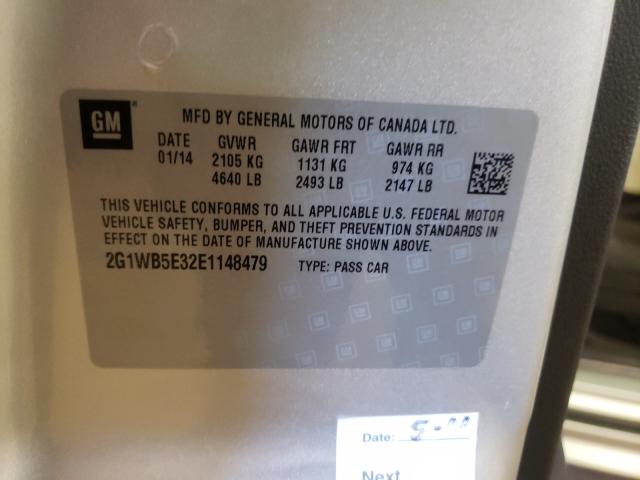 GM
MFD BY GENERAL MOTORS OF CANADA LTD.
DATE GVWR GAWR FRT GAWR RR
01/14 2105 KG 1131 KG 974 KG
4640 LB 2493 LB 2147 LB
THIS VEHICLE CONFORMS TO ALL APPLICABLE U.S. FEDERAL MOTOR
VEHICLE SAFETY, BUMPER, AND THEFT PREVENTION STANDARDS IN
EFFECT ON THE DATE OF MANUFACTURE SHOWN ABOVE.
2G1WB5E32E1148479 TYPE: PASS CAR
Date:
Next